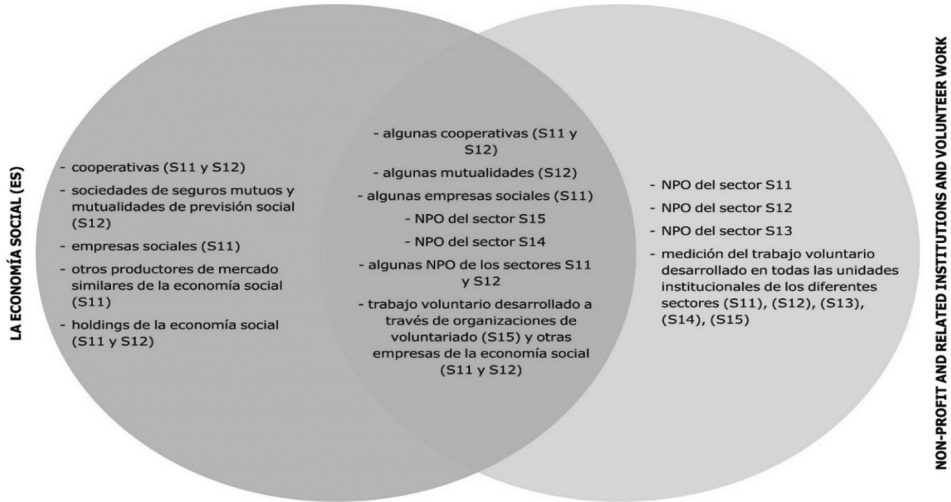 LA ECONOMÍA SOCIAL (ES)
- cooperativas (S11 y S12)
- sociedades de seguros mutuos y
mutualidades de previsión social
(S12)
- empresas sociales (S11)
- otros productores de mercado
similares de la economía social
(S11)
- holdings de la economía social
(S11 y S12)
- algunas cooperativas (S11 y
S12)
- algunas mutualidades (S12)
- algunas empresas sociales (S11)
- NPO del sector S15
- NPO del sector S14
- algunas NPO de los sectores S11
y S12
- trabajo voluntario desarrollado a
través de organizaciones de
voluntariado (S15) y otras
empresas de la economía social
(S11 y S12)
- NPO del sector S11
- NPO del sector S12
- NPO del sector S13
- medición del trabajo voluntario
desarrollado en todas las unidades
institucionales de los diferentes
sectores (S11), (S12), (S13),
(S14), (S15)
NON-PROFIT AND RELATED INSTITUTIONS AND VOLUNTEER WORK